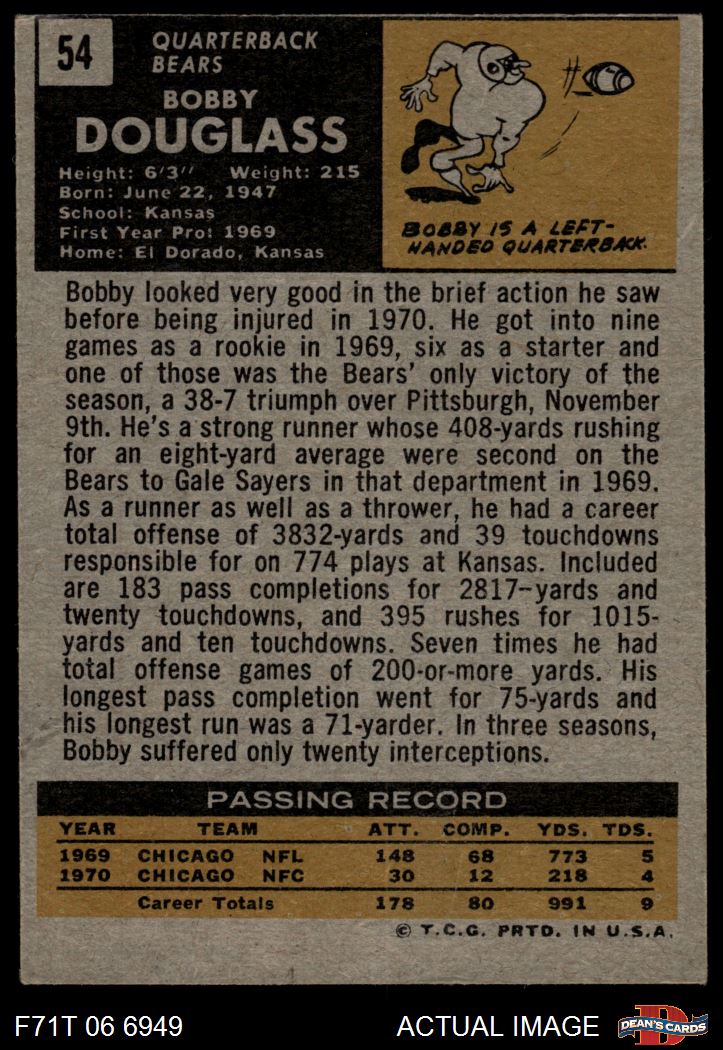 54
QUARTERBACK
BEARS
BOBBY
DOUGLASS
Height: 6'3" Weight: 215
Born: June 22, 1947
School: Kansas
First Year Pro: 1969
Home: El Dorado, Kansas
#
BOBBY IS A LEFT-
HANDED QUARTERBACK.
Bobby looked very good in the brief action he saw
before being injured in 1970. He got into nine
games as a rookie in 1969, six as a starter and
one of those was the Bears' only victory of the
season, a 38-7 triumph over Pittsburgh, November
9th. He's a strong runner whose 408-yards rushing
for an eight-yard average were second on the
Bears to Gale Sayers in that department in 1969.
As a runner as well as a thrower, he had a career
total offense of 3832-yards and 39 touchdowns
responsible for on 774 plays at Kansas. Included
are 183 pass completions for 2817-yards and
twenty touchdowns, and 395 rushes for 1015-
yards and ten touchdowns. Seven times he had
total offense games of 200-or-more yards. His
longest pass completion went for 75-yards and
his longest run was a 71-yarder. In three seasons,
Bobby suffered only twenty interceptions.
PASSING RECORD
YEAR TEAM ATT. COMP. YDS. TDS.
1969 CHICAGO NFL 148 68 773 5
1970 CHICAGO NFC 30 12 218 4
Career Totals 178 80 991 9
© T.C.G. PRTD. IN U.S.A.
F71T 06 6949 ACTUAL IMAGE D DEAN'S CARDS